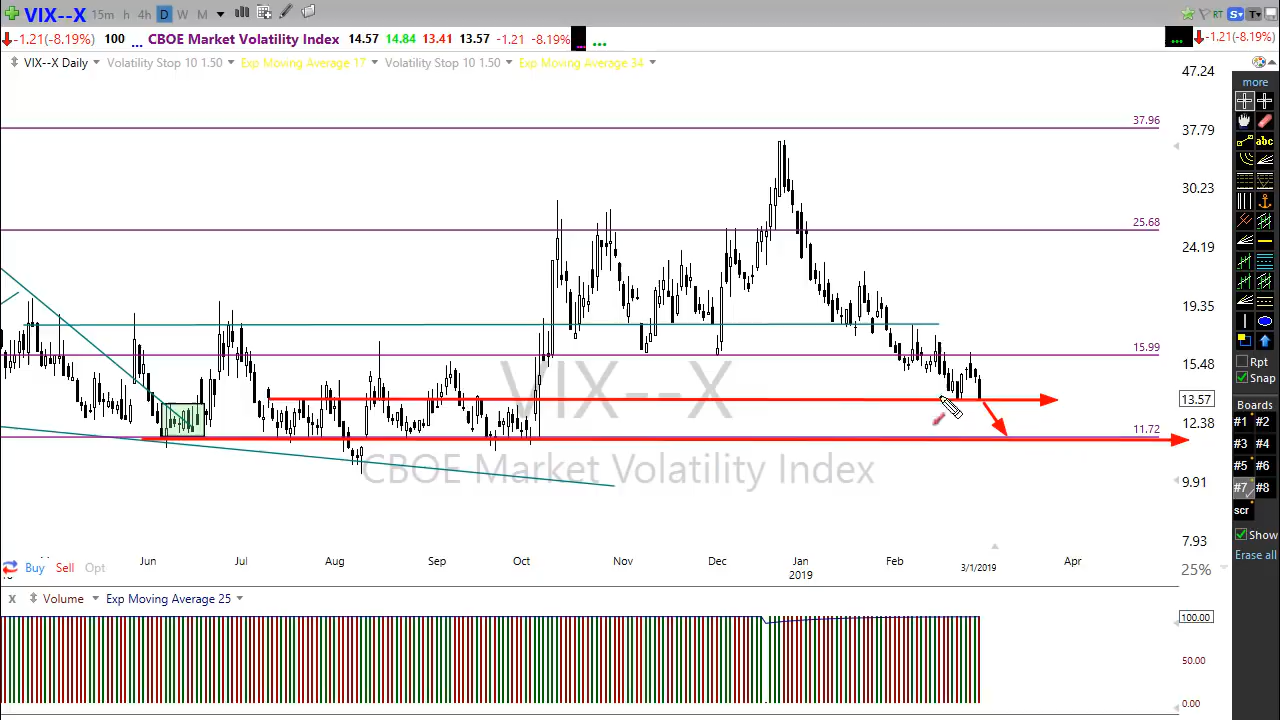 VIX--X 15m h 4h D W M RT S T -1.21(-8.19%)
-1.21(-8.19%) 100 ... CBOE Market Volatility Index 14.57 14.84 13.41 13.57 -1.21 -8.19% ... ...
VIX--X Daily Volatility Stop 10 1.50 Exp Moving Average 17 Volatility Stop 10 1.50 Exp Moving Average 34
47.24
more
37.96
37.79
abc
30.23
25.68
24.19
19.35
15.99
15.48
Rpt
Snap
VIX--X
13.57
Boards
#1 #2
11.72
12.38
#3 #4
CBOE Market Volatility Index
#5 #6
9.91
#7 #8
scr
Show
7.93
Erase all
Jun Jul Aug Sep Oct Nov Dec Jan Feb 3/1/2019 Apr
2019
Buy Sell Opt
25%
X Volume Exp Moving Average 25
100.00
50.00
0.00